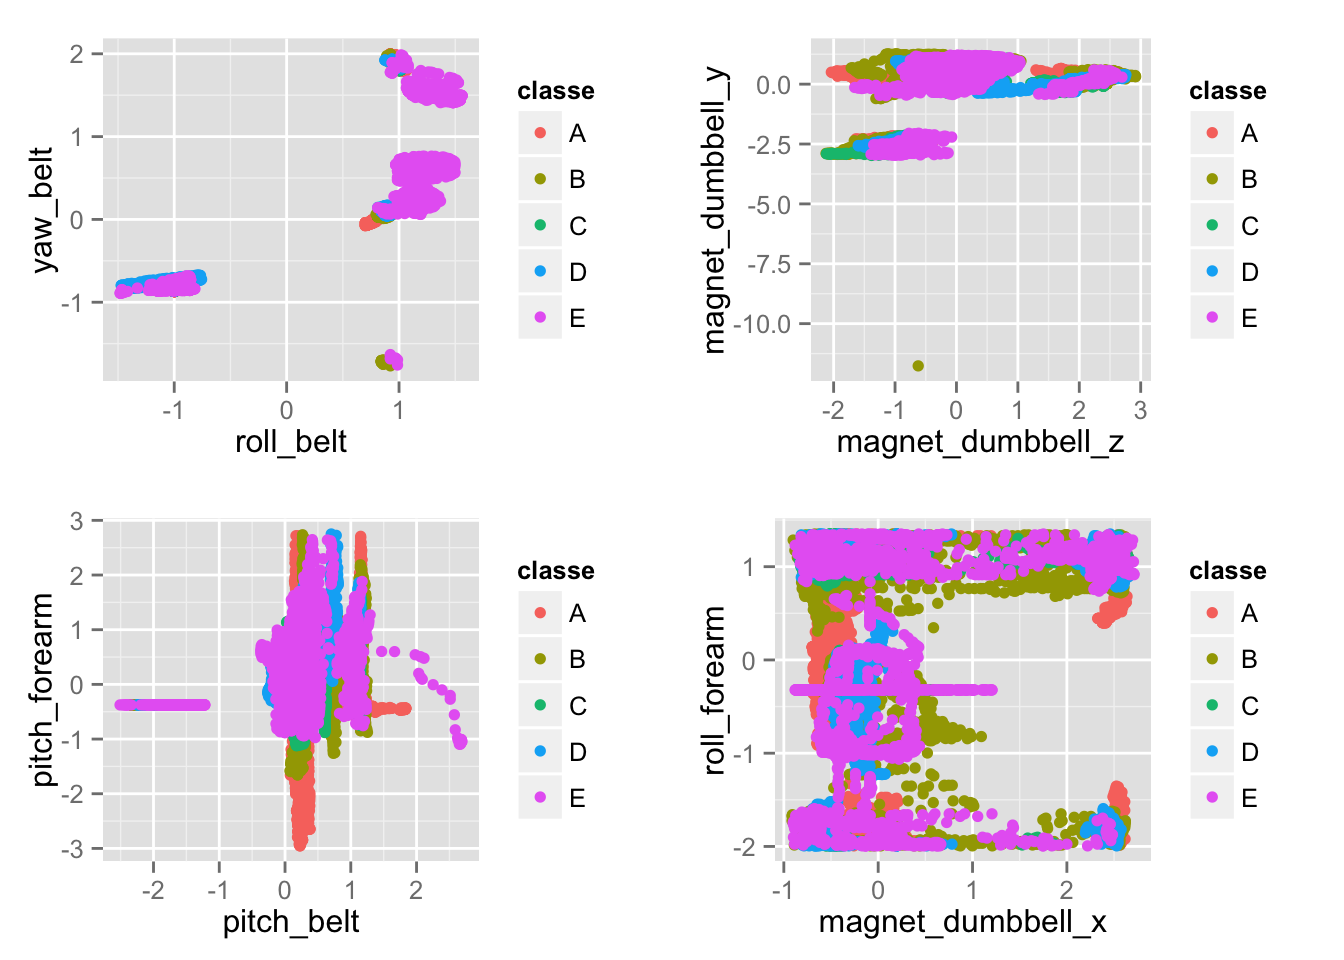 2
1
0
-1
yaw_belt
-1
0
1
roll_belt
classe
A
B
C
D
E
0.0
-2.5
-5.0
-7.5
-10.0
magnet_dumbbell_y
-2
-1
0
1
2
3
magnet_dumbbell_z
classe
A
B
C
D
E
3
2
1
0
-1
-2
-3
pitch_forearm
-2
-1
0
1
2
pitch_belt
classe
A
B
C
D
E
1
0
-1
-2
roll_forearm
-1
0
1
2
magnet_dumbbell_x
classe
A
B
C
D
E